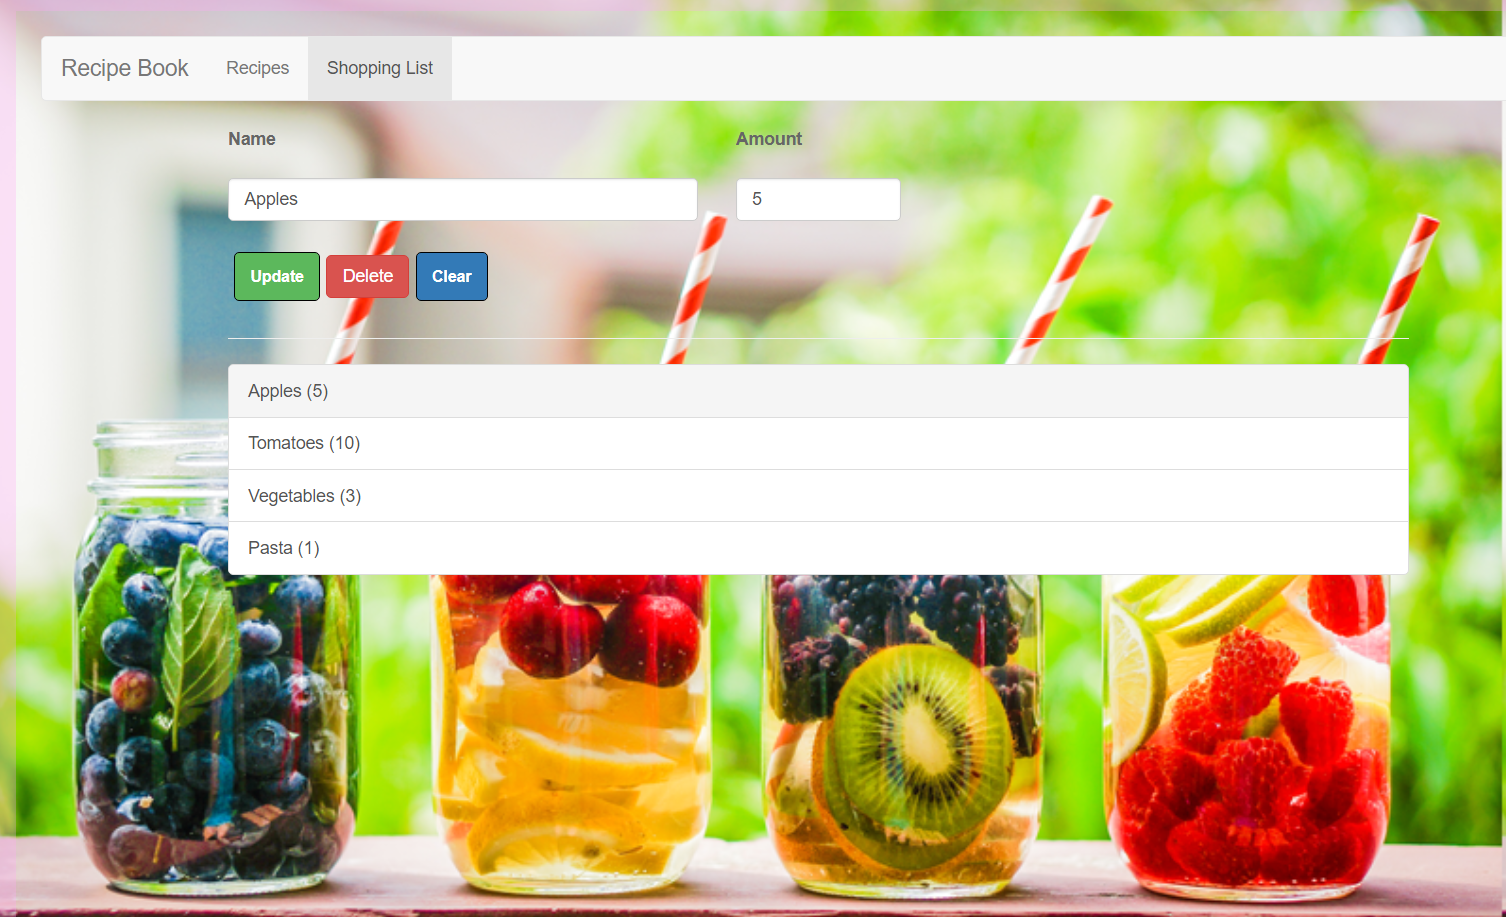 Recipe Book Recipes Shopping List
Name Amount
Apples 5
Update Delete Clear
Apples (5)
Tomatoes (10)
Vegetables (3)
Pasta (1)